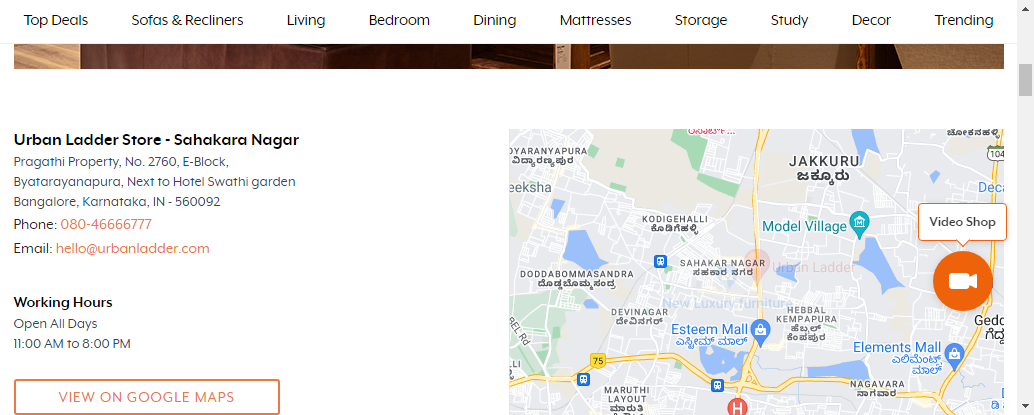 Top Deals
Sofas & Recliners
Living
Bedroom
Dining
Mattresses
Storage
Study
Decor
Trending
Urban Ladder Store - Sahakara Nagar
Pragathi Property, No. 2760, E-Block,
Byatarayanapura, Next to Hotel Swathi garden
Bangalore, Karnataka, IN - 560092
Phone: 080-46666777
Email: hello@urbanladder.com
Working Hours
Open All Days
11:00 AM to 8:00 PM
VIEW ON GOOGLE MAPS
DYARANYAPURA
ವಿದ್ಯಾರಣ್ಯಪುರ
eeksha
JAKKURU
ಜಕ್ಕೂರು
104
Deca
Video Shop
KODIGEHALLI
ಕೊಡಿಗೆಹಳ್ಳಿ
Model Village
SAHAKAR NAGAR
ಸಹಕಾರ ನಗರ
Urban Ladder
New Luxury furniture
DODDABOMMASANDRA
ದೊಡ್ಡಬೊಮ್ಮಸಂದ್ರ
DEVINAGAR
ದೇವಿನಗರ್
HEBBAL
KEMPAPURA
ಹೆಬ್ಬಲ್
ಕೆಂಪಾಪುರ
Esteem Mall
ಎಸ್ಟೀಮ್ ಮಾಲ್
BEL Rd
Gedd
Elements Mall
ಎಲಿಮೆಂಟ್ಸ್
ಮಾಲ್
75
NAGAVARA
ನಾಗವಾರ
MARUTHI
LAYOUT
ಮಾರುತಿ
H